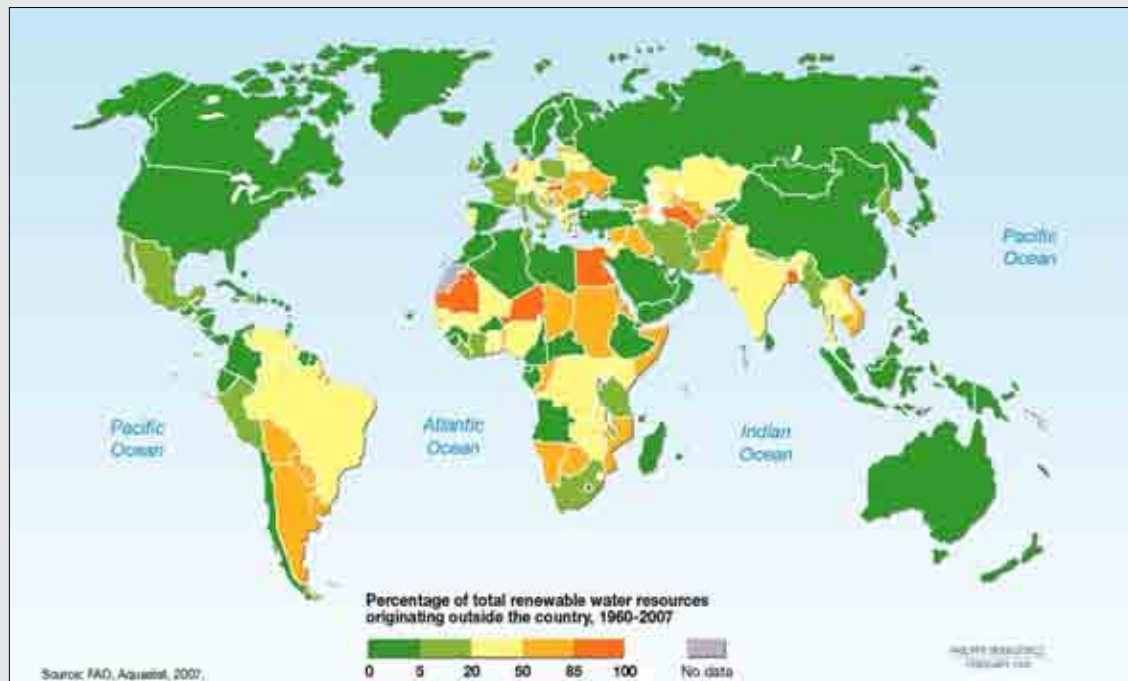 Pacific
Ocean
Pacific
Ocean
Atlantic
Ocean
Indian
Ocean
Percentage of total renewable water resources
originating outside the country, 1960-2007
0 5 20 50 85 100 No data
Source: FAO, Aquastat, 2007.